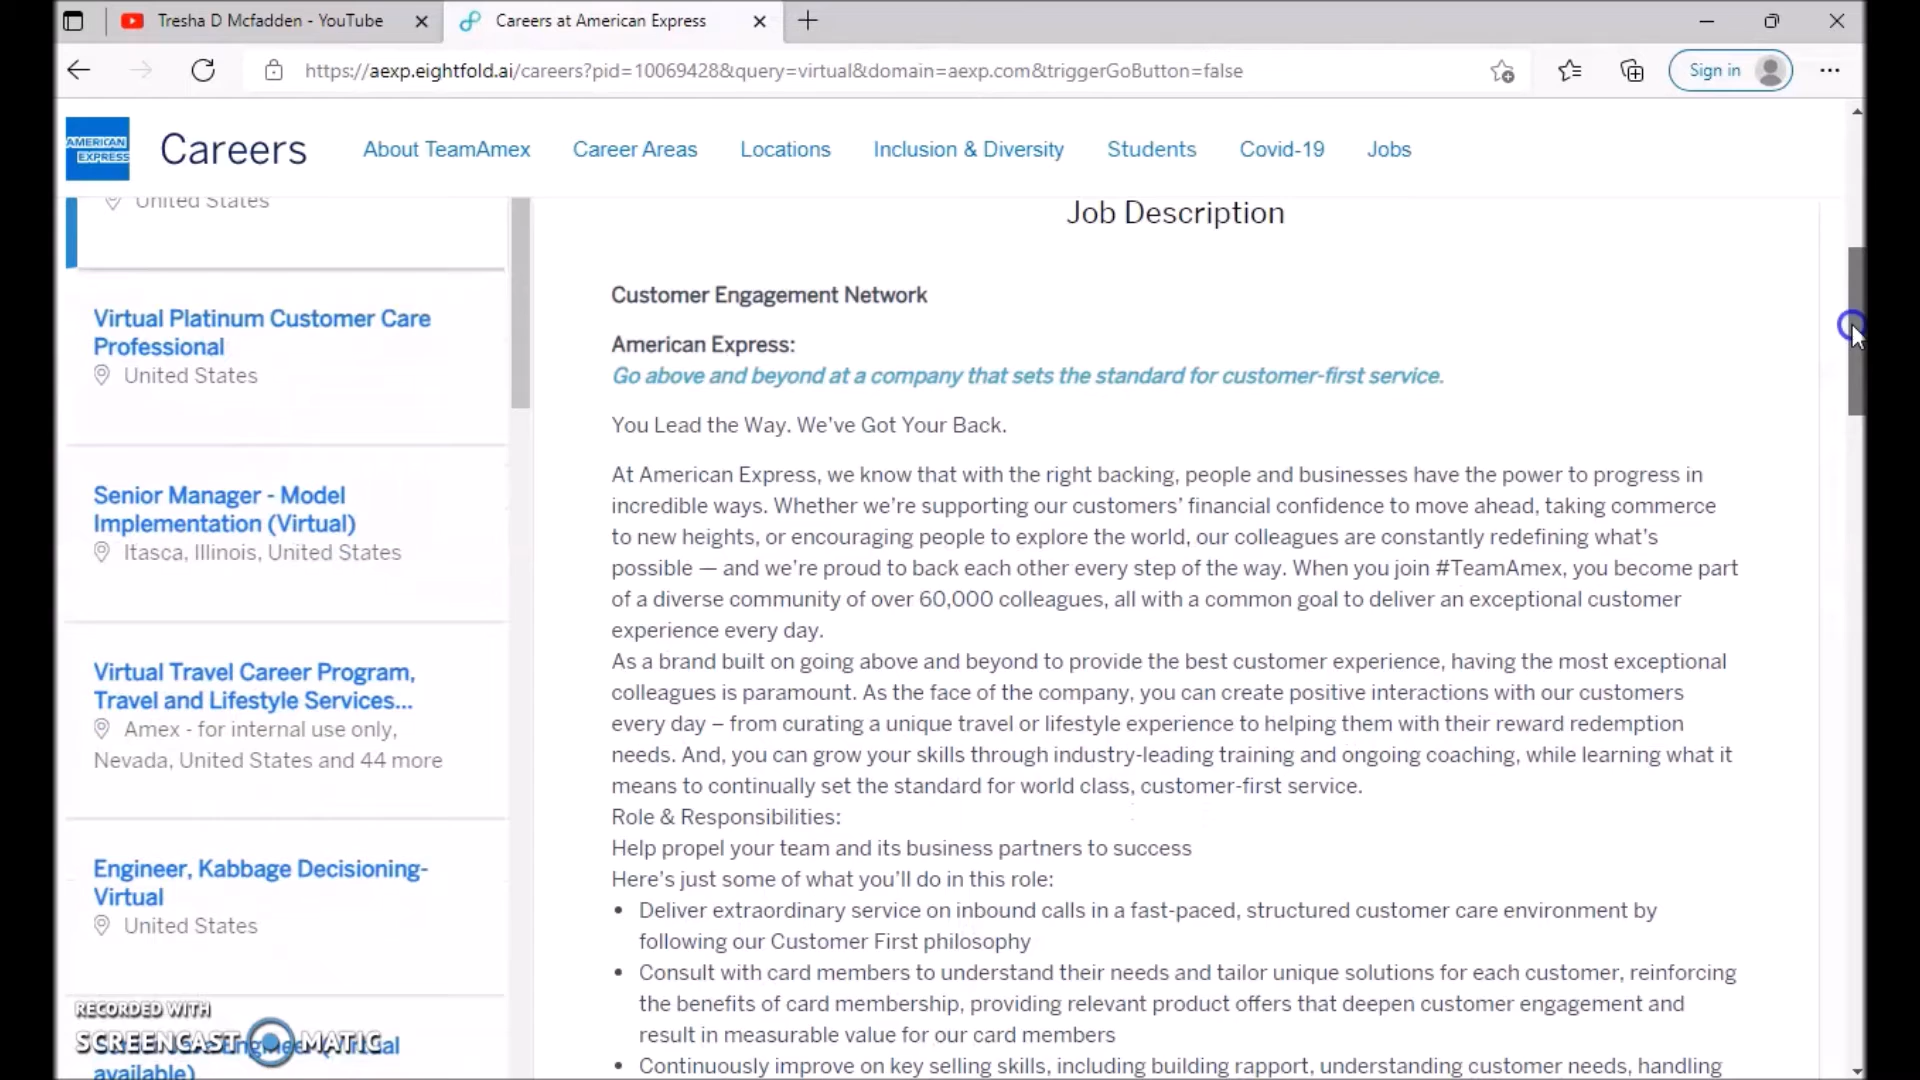 Tresha D Mcfadden - YouTube
Careers at American Express
https://aexp.eightfold.ai/careers?pid=10069428&query=virtual&domain=aexp.com&triggerGoButton=false
Sign in
AMERICAN
EXPRESS
Careers
About TeamAmex
Career Areas
Locations
Inclusion & Diversity
Students
Covid-19
Jobs
United States
Virtual Platinum Customer Care
Professional
United States
Senior Manager - Model
Implementation (Virtual)
Itasca, Illinois, United States
Virtual Travel Career Program,
Travel and Lifestyle Services...
Amex - for internal use only,
Nevada, United States and 44 more
Engineer, Kabbage Decisioning-
Virtual
United States
available)
RECORDED WITH
SCREENCAST MATIC
Job Description
Customer Engagement Network
American Express:
Go above and beyond at a company that sets the standard for customer-first service.
You Lead the Way. We've Got Your Back.
At American Express, we know that with the right backing, people and businesses have the power to progress in
incredible ways. Whether we're supporting our customers' financial confidence to move ahead, taking commerce
to new heights, or encouraging people to explore the world, our colleagues are constantly redefining what's
possible — and we're proud to back each other every step of the way. When you join #TeamAmex, you become part
of a diverse community of over 60,000 colleagues, all with a common goal to deliver an exceptional customer
experience every day.
As a brand built on going above and beyond to provide the best customer experience, having the most exceptional
colleagues is paramount. As the face of the company, you can create positive interactions with our customers
every day – from curating a unique travel or lifestyle experience to helping them with their reward redemption
needs. And, you can grow your skills through industry-leading training and ongoing coaching, while learning what it
means to continually set the standard for world class, customer-first service.
Role & Responsibilities:
Help propel your team and its business partners to success
Here's just some of what you'll do in this role:
• Deliver extraordinary service on inbound calls in a fast-paced, structured customer care environment by
following our Customer First philosophy
• Consult with card members to understand their needs and tailor unique solutions for each customer, reinforcing
the benefits of card membership, providing relevant product offers that deepen customer engagement and
result in measurable value for our card members
• Continuously improve on key selling skills, including building rapport, understanding customer needs, handling